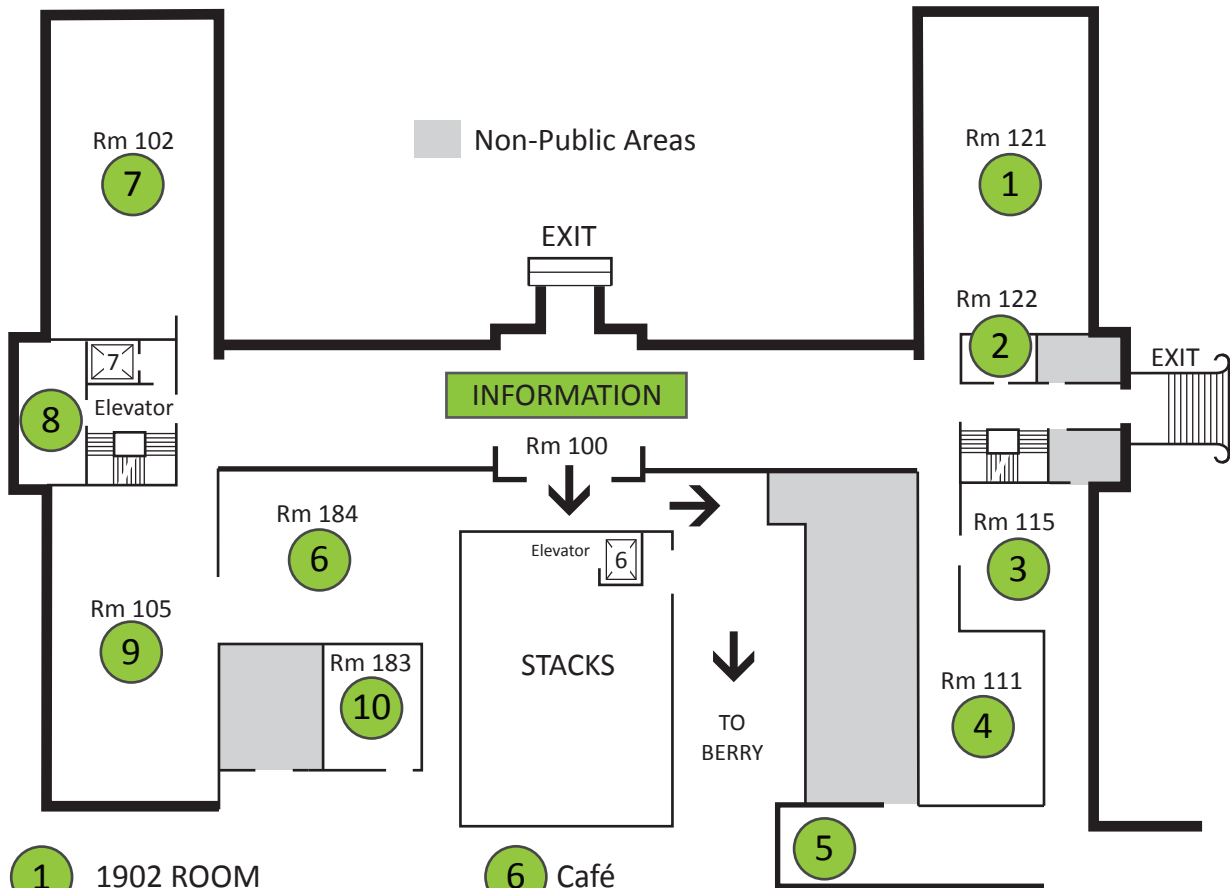 Rm 102
7
Non-Public Areas
Rm 121
1
EXIT
Rm 122
2
EXIT
7
Elevator
8
INFORMATION
Rm 100
Rm 184
6
Elevator
6
Rm 115
3
Rm 105
9
Rm 183
10
STACKS
Rm 111
4
TO
BERRY
5
1 1902 ROOM
6 Café